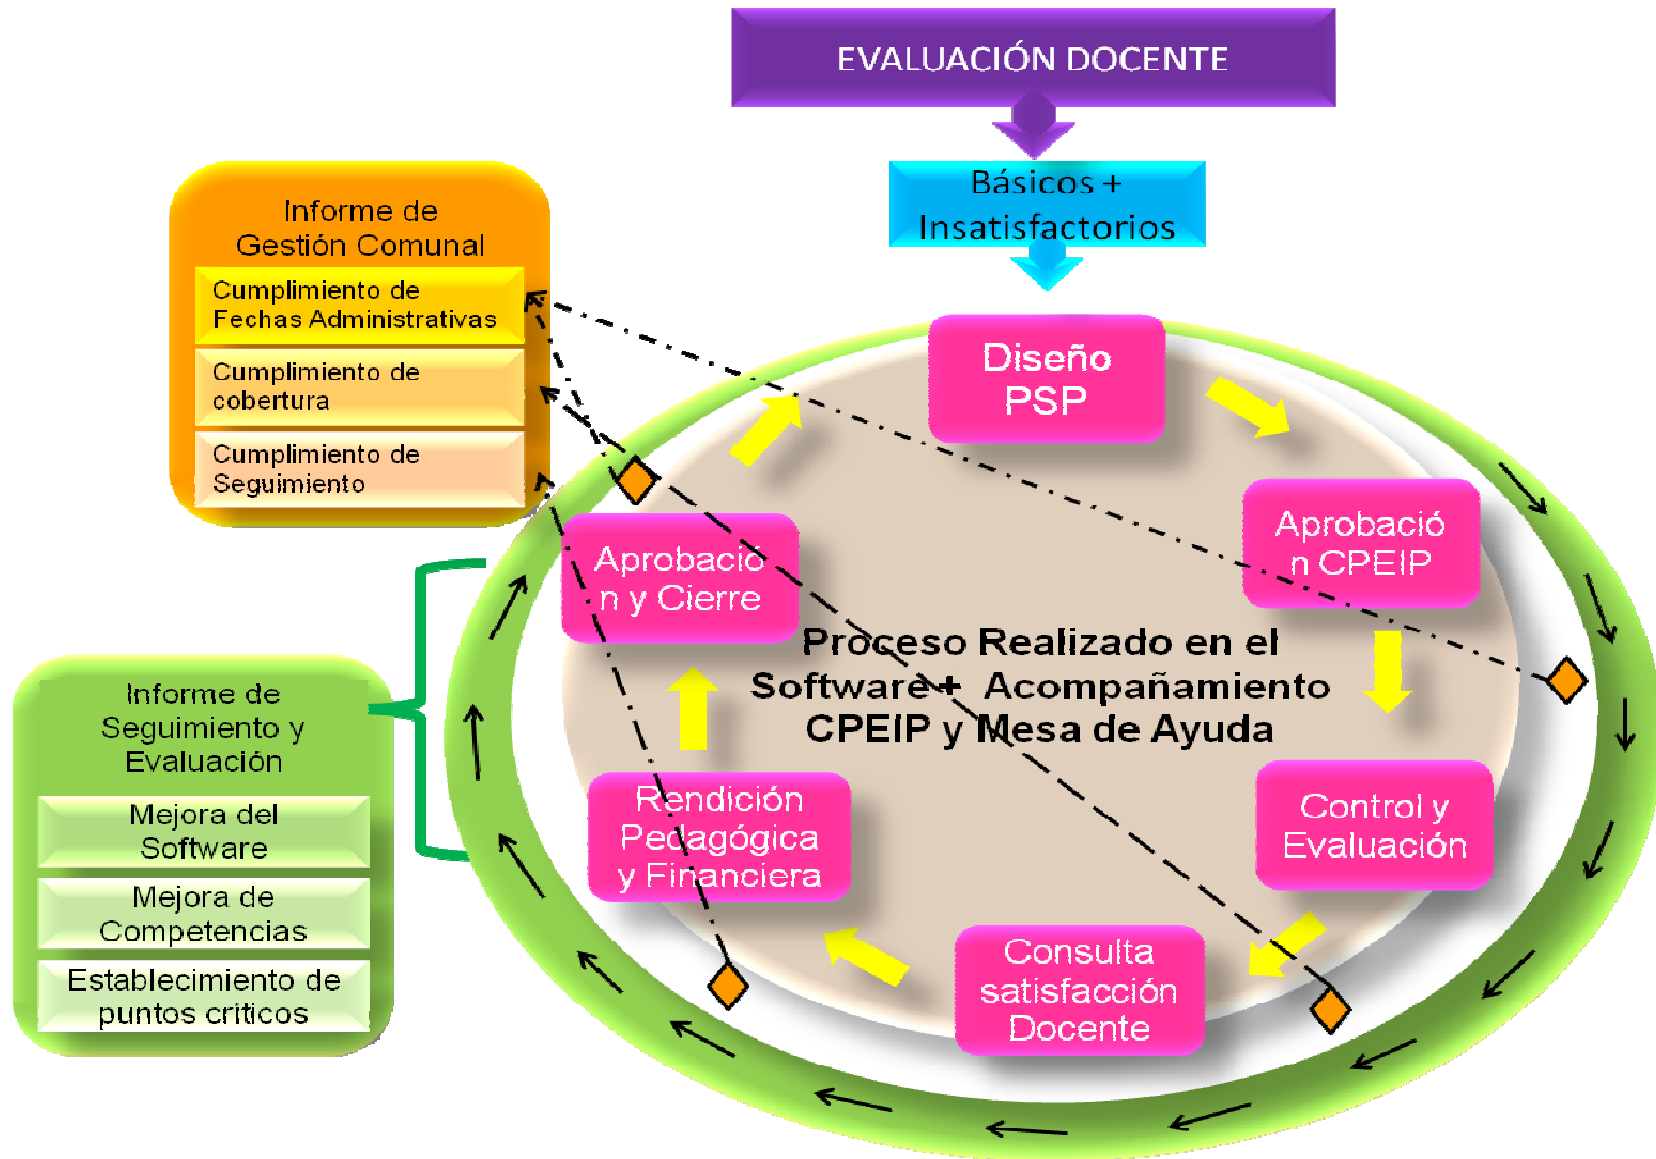 EVALUACIÓN DOCENTE
Básicos +
Insatisfactorios
Informe de
Gestión Comunal
Cumplimiento de
Fechas Administrativas
Cumplimiento de
cobertura
Cumplimiento de
Seguimiento
Diseño
PSP
Aprobació
n CPEIP
Aprobació
n y Cierre
Proceso Realizado en el
Software + Acompañamiento
CPEIP y Mesa de Ayuda
Control y
Evaluación
Consulta
satisfacción
Docente
Rendición
Pedagógica
y Financiera
Informe de
Seguimiento y
Evaluación
Mejora del
Software
Mejora de
Competencias
Establecimiento de
puntos críticos